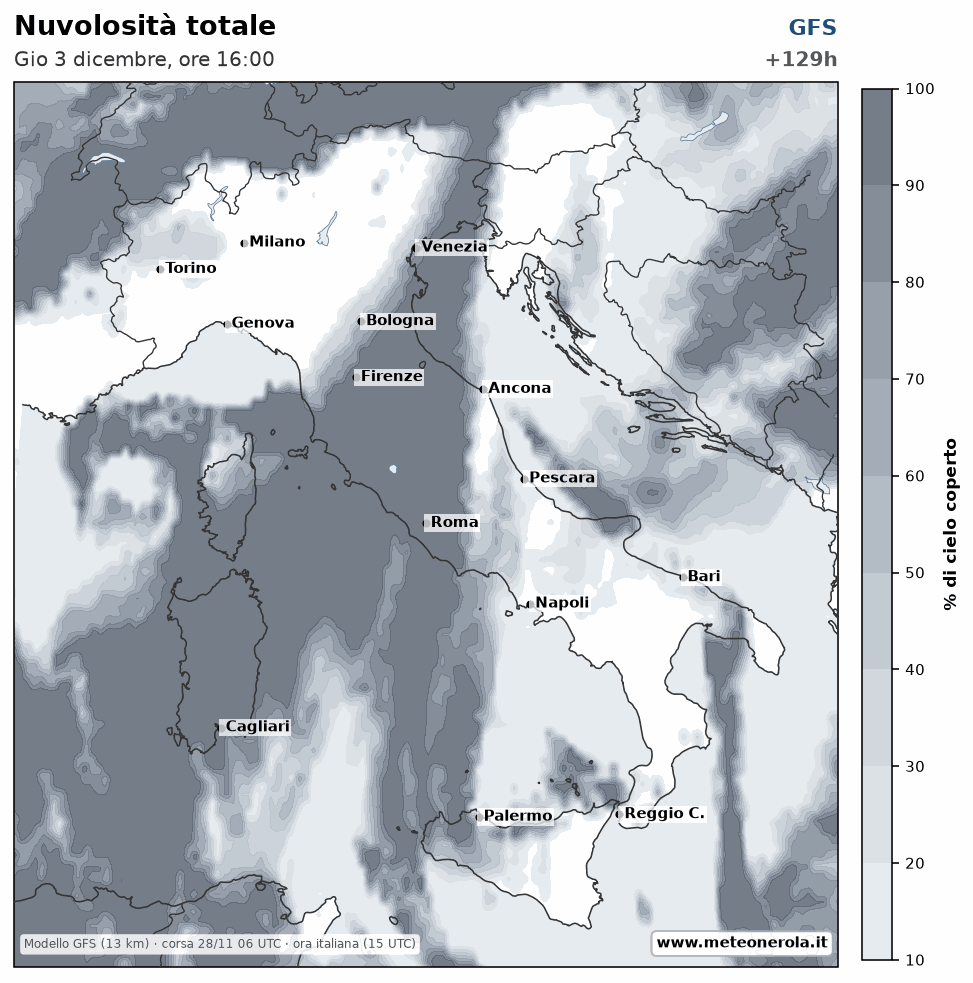 Nuvolosità totale
GFS
Gio 3 dicembre, ore 16:00
+129h
100
90
80
70
60
50
40
30
20
10
% di cielo coperto
Milano
Venezia
Torino
Genova
Bologna
Firenze
Ancona
Pescara
Roma
Bari
Napoli
Cagliari
Palermo
Reggio C.
Modello GFS (13 km) · corsa 28/11 06 UTC · ora italiana (15 UTC)
www.meteonerola.it